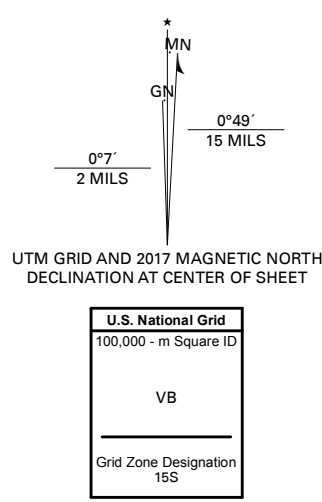 MN
GN
0°49´
15 MILS
0°7´
2 MILS
UTM GRID AND 2017 MAGNETIC NORTH
DECLINATION AT CENTER OF SHEET
U.S. National Grid
100,000 - m Square ID
VB
Grid Zone Designation
15S